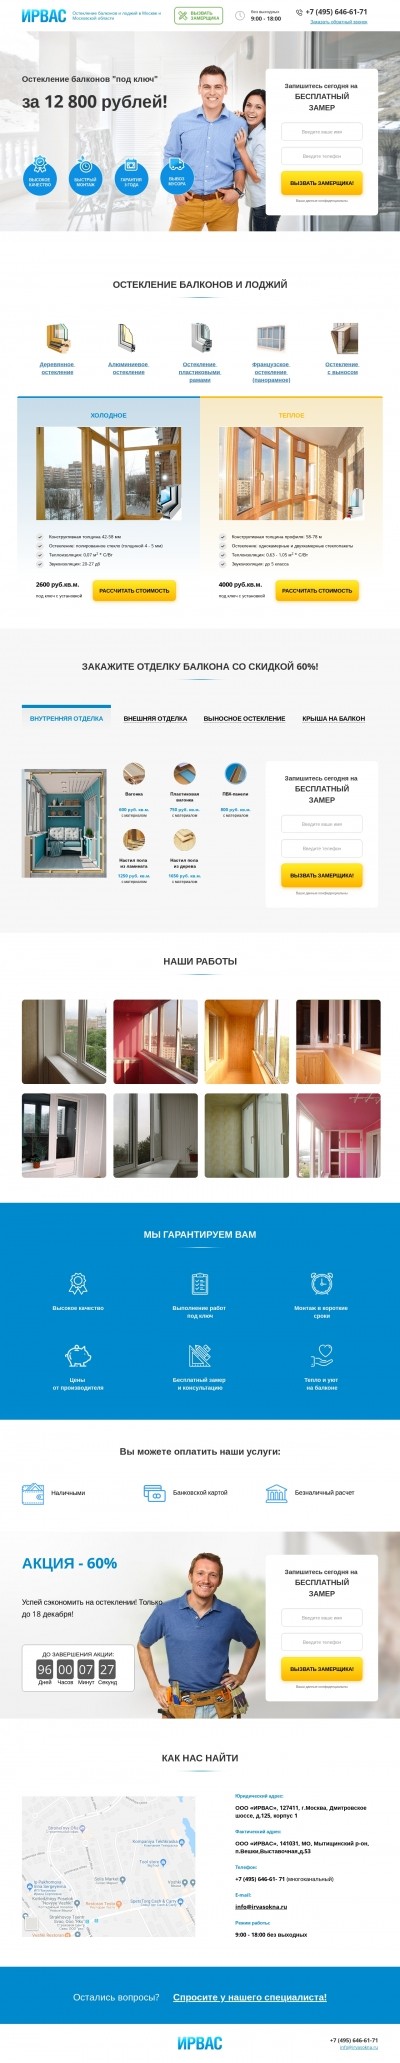 ИРВАС
Остекление балконов и лоджий в Москве и
Московской области
ВЫЗВАТЬ
ЗАМЕРЩИКА
без выходных
9:00 - 18:00
+7 (495) 646-61-71
Заказать обратный звонок
Остекление балконов "под ключ"
за 12 800 рублей!
ВЫСОКОЕ
КАЧЕСТВО
БЫСТРЫЙ
МОНТАЖ
ГАРАНТИЯ
3 ГОДА
ВЫВОЗ
МУСОРА
Запишитесь сегодня на
БЕСПЛАТНЫЙ
ЗАМЕР
Введите ваше имя
Введите телефон
ВЫЗВАТЬ ЗАМЕРЩИКА!
Ваши данные конфиденциальны
ОСТЕКЛЕНИЕ БАЛКОНОВ И ЛОДЖИЙ
Деревянное
остекление
Алюминиевое
остекление
Остекление
пластиковыми
рамами
Французское
остекление
(панорамное)
Остекление
с выносом
ХОЛОДНОЕ
Конструктивная толщина 42-58 мм
Остекление: полированное стекло (толщиной 4 - 5 мм)
Теплоизоляция: 0,07 м² * С/Вт
Звукоизоляция: 20-27 дб
2600 руб.кв.м.
под ключ с установкой
РАССЧИТАТЬ СТОИМОСТЬ
ТЕПЛОЕ
Конструктивная толщина профиля: 58-78 м
Остекление: однокамерные и двухкамерные стеклопакеты
Теплоизоляция: 0,63 - 1,05 м² * С/Вт
Звукоизоляция: до 5 класса
4000 руб.кв.м.
под ключ с установкой
РАССЧИТАТЬ СТОИМОСТЬ
ЗАКАЖИТЕ ОТДЕЛКУ БАЛКОНА СО СКИДКОЙ 60%!
ВНУТРЕННЯЯ ОТДЕЛКА
ВНЕШНЯЯ ОТДЕЛКА
ВЫНОСНОЕ ОСТЕКЛЕНИЕ
КРЫША НА БАЛКОН
Вагонка
600 руб. кв.м.
с материалом
Пластиковая
вагонка
750 руб. кв.м.
с материалом
ПВХ-панели
800 руб. кв.м.
с материалом
Настил пола
из ламината
1250 руб. кв.м.
с материалом
Настил пола
из дерева
1650 руб. кв.м.
с материалом
Запишитесь сегодня на
БЕСПЛАТНЫЙ
ЗАМЕР
Введите ваше имя
Введите телефон
ВЫЗВАТЬ ЗАМЕРЩИКА!
Ваши данные конфиденциальны
НАШИ РАБОТЫ
МЫ ГАРАНТИРУЕМ ВАМ
Высокое качество
Выполнение работ
под ключ
Монтаж в короткие
сроки
Цены
от производителя
Бесплатный замер
и консультацию
Тепло и уют
на балконе
Вы можете оплатить наши услуги:
Наличными
Банковской картой
Безналичный расчет
АКЦИЯ - 60%
Успей сэкономить на остеклении! Только
до 18 декабря!
ДО ЗАВЕРШЕНИЯ АКЦИИ:
96 00 07 27
Дней Часов Минут Секунд
Запишитесь сегодня на
БЕСПЛАТНЫЙ
ЗАМЕР
Введите ваше имя
Введите телефон
ВЫЗВАТЬ ЗАМЕРЩИКА!
Ваши данные конфиденциальны
КАК НАС НАЙТИ
Юридический адрес:
ООО «ИРВАС», 127411, г.Москва, Дмитровское
шоссе, д.125, корпус 1
Фактический адрес:
ООО «ИРВАС», 141031, МО, Мытищинский р-он,
п.Вешки,Выставочная,д.53
Телефон:
+7 (495) 646-61- 71 (многоканальный)
E-mail:
info@irvasokna.ru
Режим работы:
9:00 - 18:00 без выходных
Остались вопросы?
Спросите у нашего специалиста!
ИРВАС
+7 (495) 646-61-71
info@irvasokna.ru